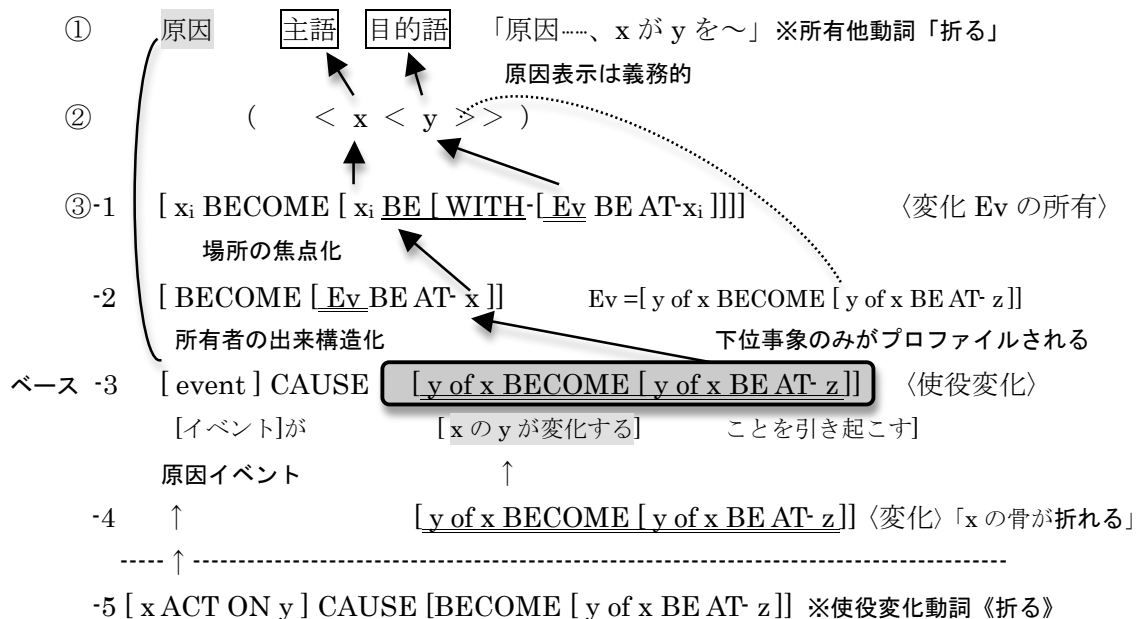 ① 原因 主語 目的語 「原因……、x が y を～」※所有他動詞「折る」
原因表示は義務的
② ( < x < y >> )
③-1 [ xi BECOME [ xi BE [ WITH-[ Ev BE AT-xi ]]]] 〈変化 Ev の所有〉
場所の焦点化
-2 [ BECOME [ Ev BE AT- x ]] Ev =[ y of x BECOME [ y of x BE AT- z ]]
所有者の出来構造化 下位事象のみがプロファイルされる
ベース -3 [ event ] CAUSE [ y of x BECOME [ y of x BE AT- z ]] 〈使役変化〉
[イベント]が [ x の y が変化する] ことを引き起こす]
原因イベント ↑
-4 ↑ [ y of x BECOME [ y of x BE AT- z ]] 〈変化〉「x の骨が折れる」
----- ↑ -----
-5 [ x ACT ON y ] CAUSE [BECOME [ y of x BE AT- z ]] ※使役変化動詞《折る》